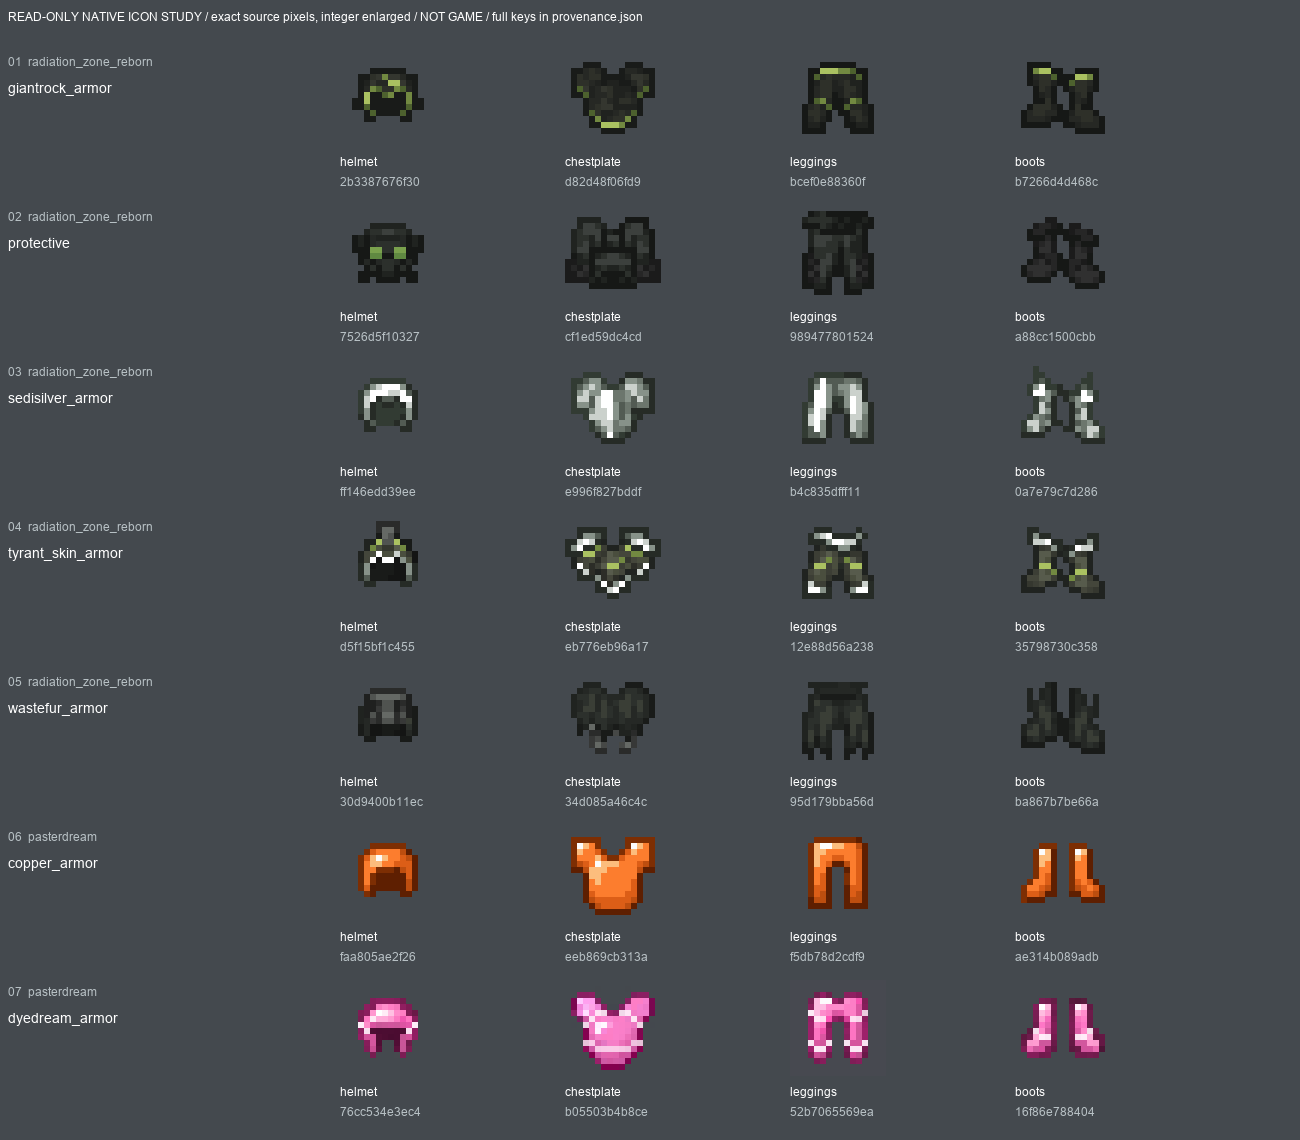 READ-ONLY NATIVE ICON STUDY / exact source pixels, integer enlarged / NOT GAME / full keys in provenance.json
01 radiation_zone_reborn
giantrock_armor
helmet chestplate leggings boots
2b3387676f30 d82d48f06fd9 bcef0e88360f b7266d4d468c
02 radiation_zone_reborn
protective
helmet chestplate leggings boots
7526d5f10327 cf1ed59dc4cd 989477801524 a88cc1500cbb
03 radiation_zone_reborn
sedisilver_armor
helmet chestplate leggings boots
ff146edd39ee e996f827bddf b4c835dfff11 0a7e79c7d286
04 radiation_zone_reborn
tyrant_skin_armor
helmet chestplate leggings boots
d5f15bf1c455 eb776eb96a17 12e88d56a238 35798730c358
05 radiation_zone_reborn
wastefur_armor
helmet chestplate leggings boots
30d9400b11ec 34d085a46c4c 95d179bba56d ba867b7be66a
06 pasterdream
copper_armor
helmet chestplate leggings boots
faa805ae2f26 eeb869cb313a f5db78d2cdf9 ae314b089adb
07 pasterdream
dyedream_armor
helmet chestplate leggings boots
76cc534e3ec4 b05503b4b8ce 52b7065569ea 16f86e788404